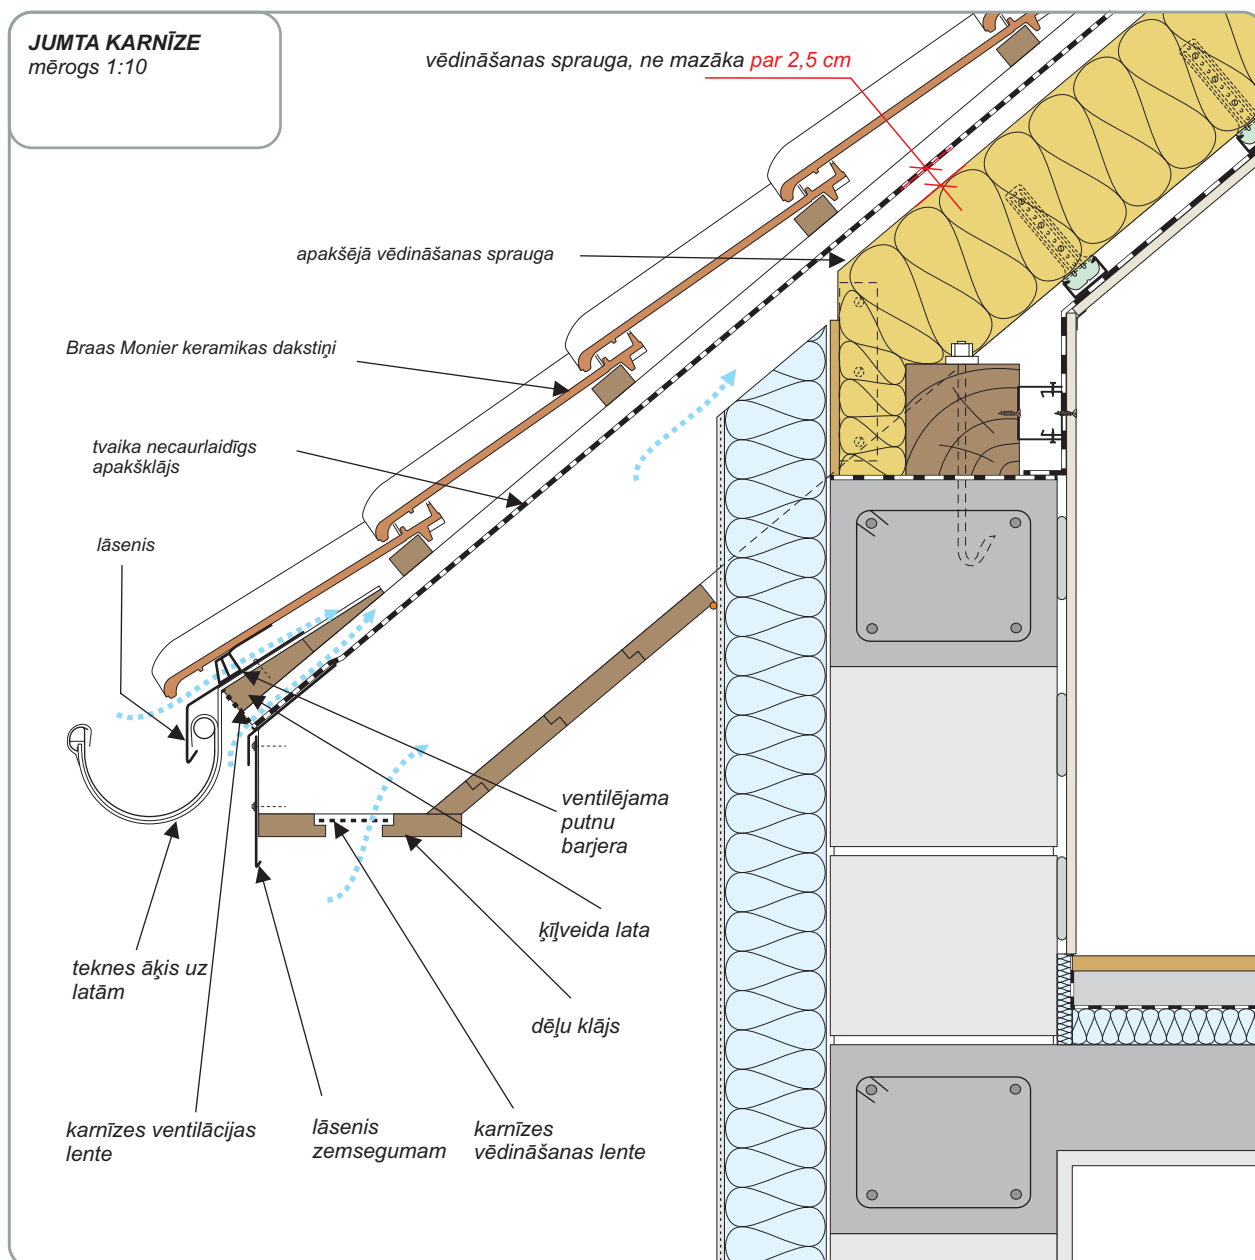 JUMTA KARNĪZE
mērogs 1:10
vēdināšanas sprauga, ne mazāka par 2,5 cm
apakšējā vēdināšanas sprauga
Braas Monier keramikas dakstiņi
tvaika necaurlaidīgs
apakšklājs
lāsenis
ventilējama
putnu
barjera
ķīļveida lata
teknes āķis uz
latām
dēļu klājs
karnīzes ventilācijas
lente
lāsenis
zemsegumam
karnīzes
vēdināšanas lente